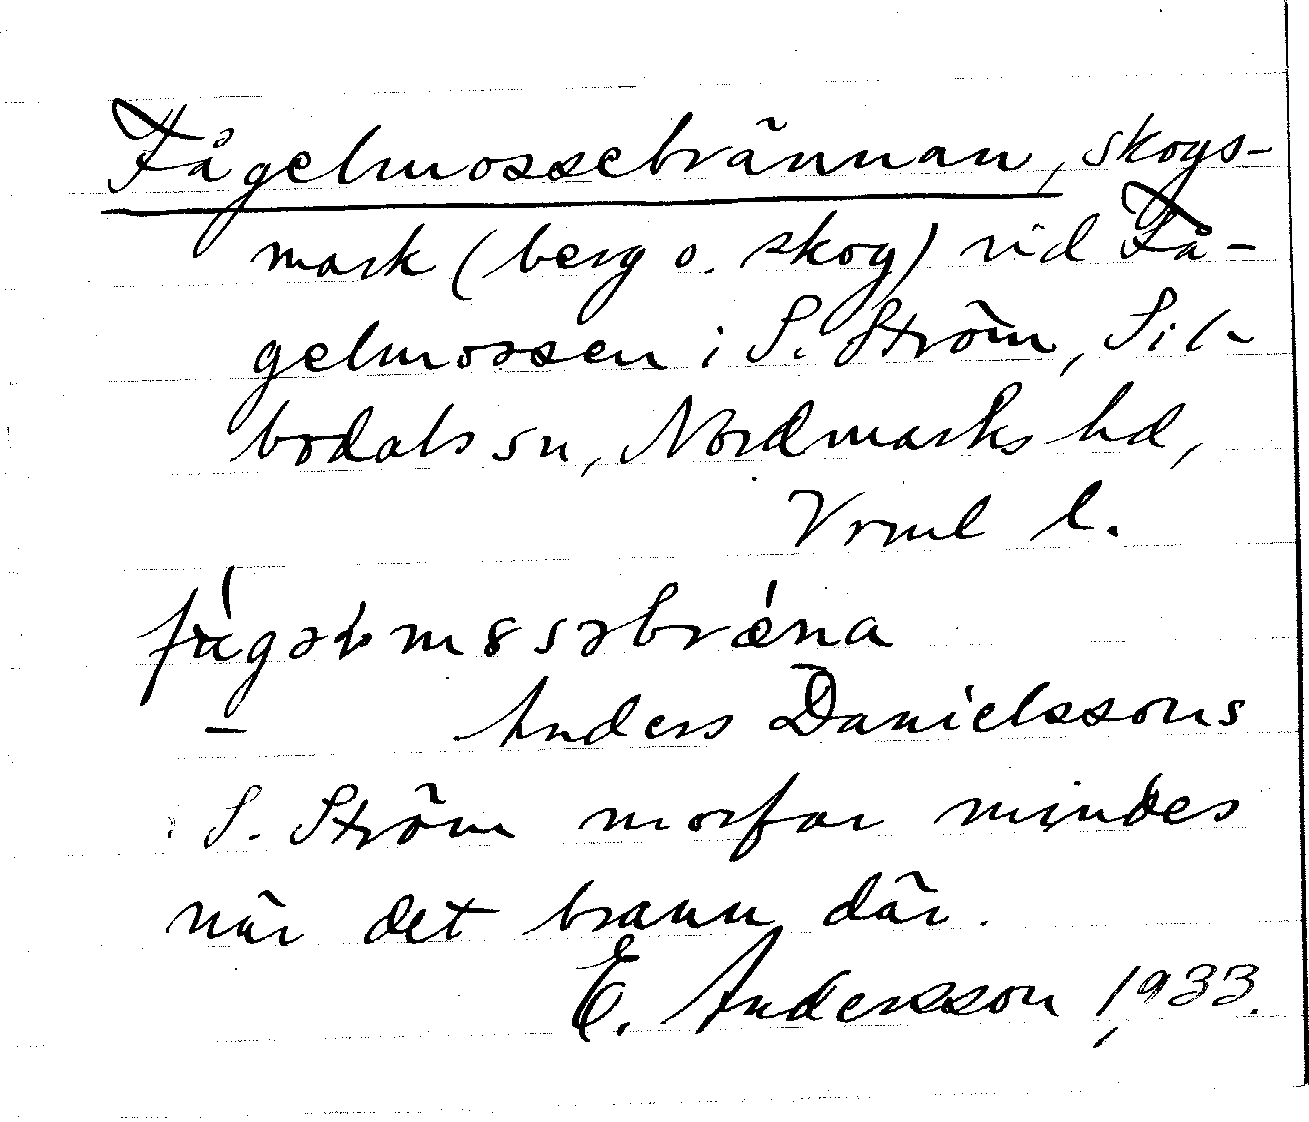 Fågelmossebrännan, skogs-
mark (berg o. skog) vid Få-
gelmossen i S. Ström, Sil-
bodals sn, Nordmarks hd,
Vrml l.
– Anders Danielssons
S. Ström morfar mindes
när det brann där.
E. Andersson 1933.